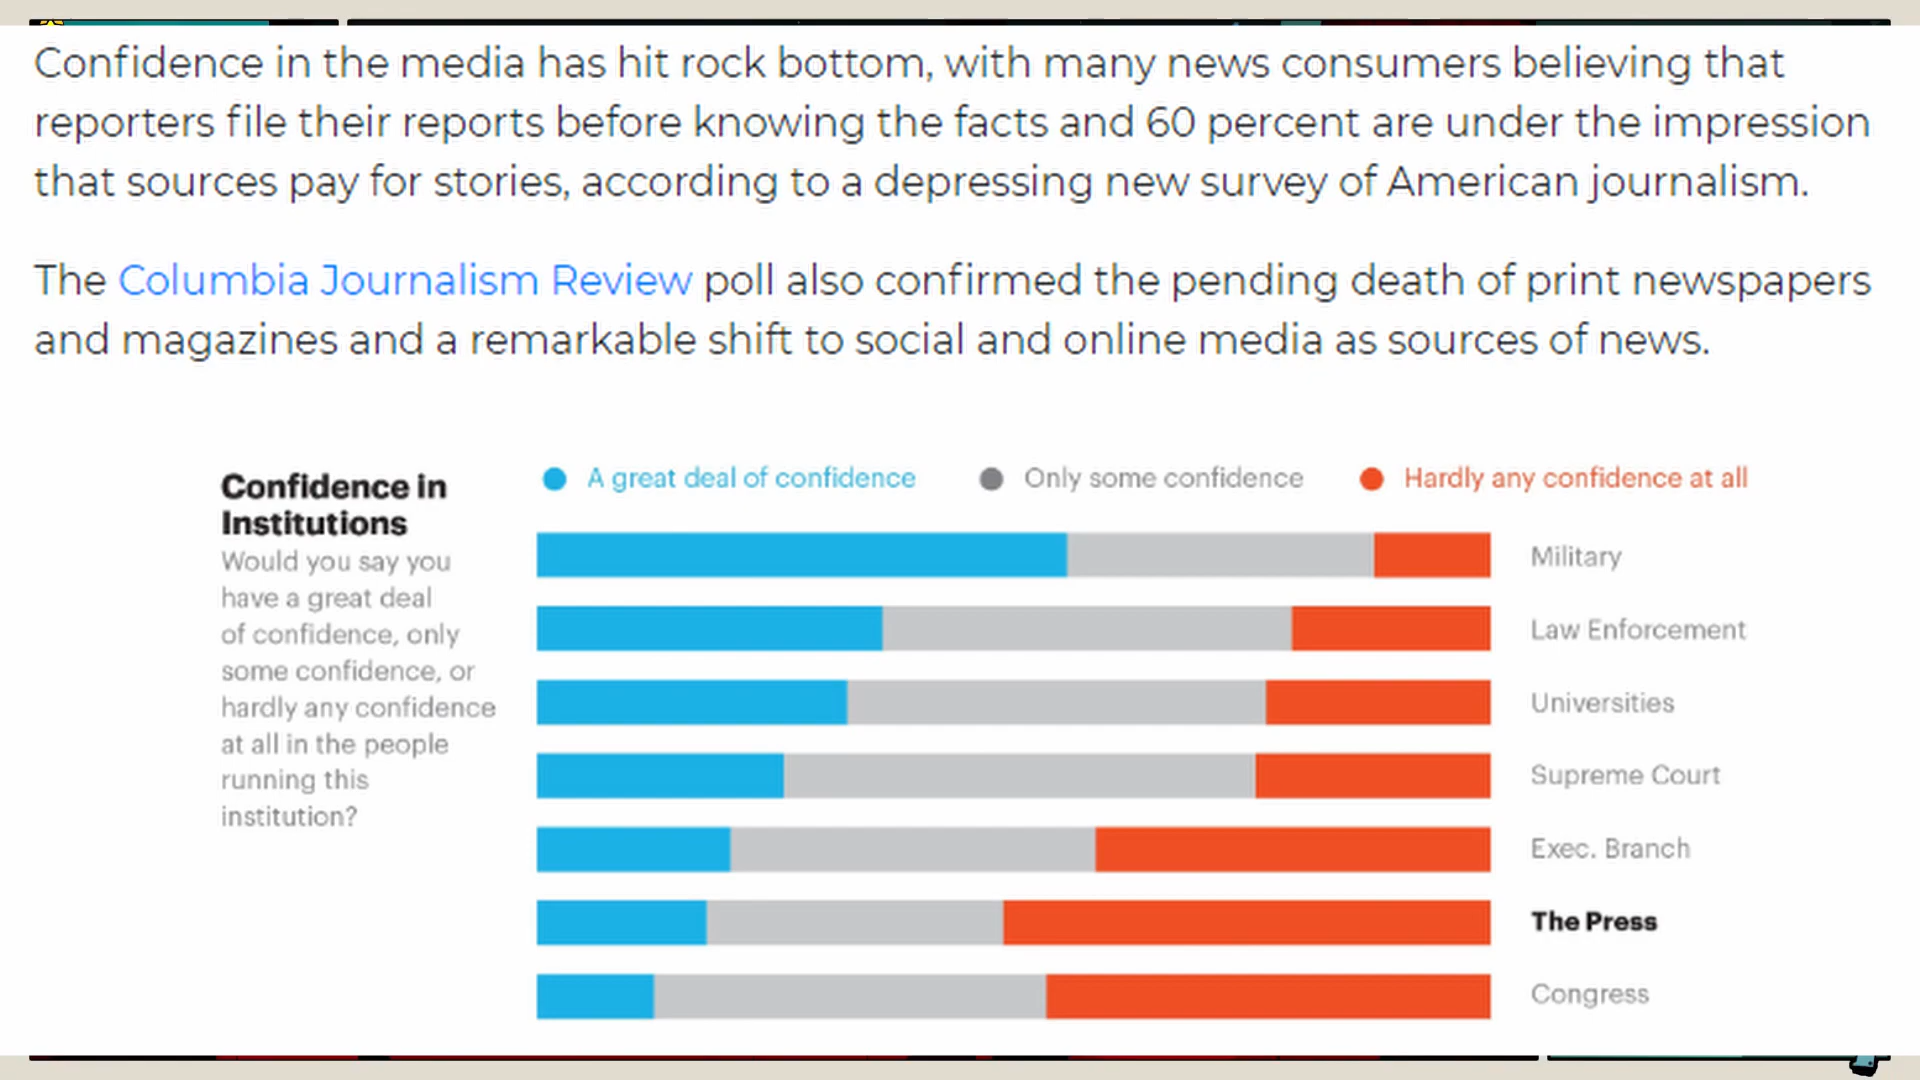 Confidence in the media has hit rock bottom, with many news consumers believing that
reporters file their reports before knowing the facts and 60 percent are under the impression
that sources pay for stories, according to a depressing new survey of American journalism.
The Columbia Journalism Review poll also confirmed the pending death of print newspapers
and magazines and a remarkable shift to social and online media as sources of news.
Confidence in
Institutions
Would you say you
have a great deal
of confidence, only
some confidence, or
hardly any confidence
at all in the people
running this
institution?
A great deal of confidence
Only some confidence
Hardly any confidence at all
Military
Law Enforcement
Universities
Supreme Court
Exec. Branch
The Press
Congress